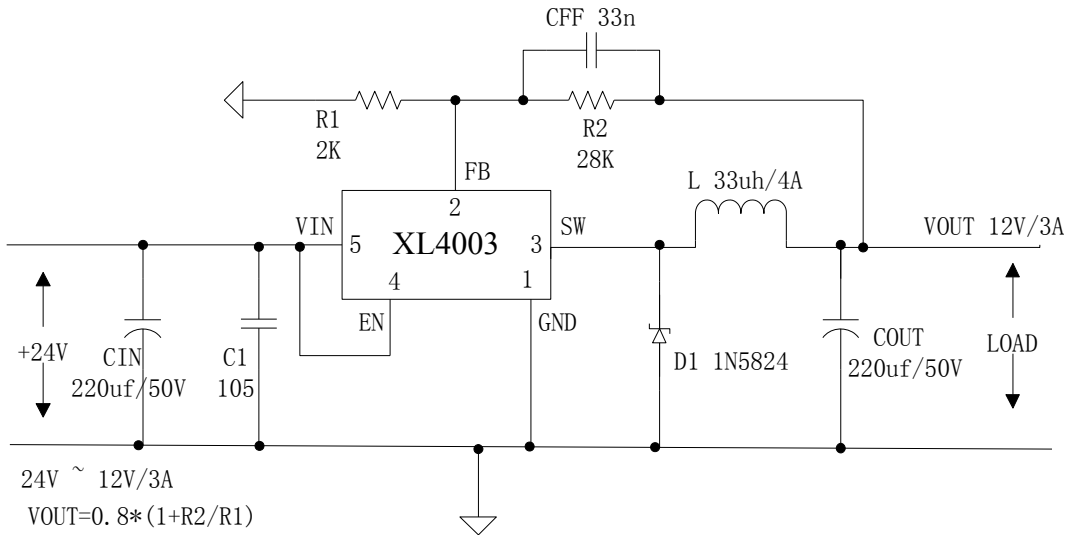 CFF 33n
R1
2K
R2
28K
FB
L 33uh/4A
VIN
2
SW
VOUT 12V/3A
5
XL4003
3
4
1
EN
GND
+24V
CIN
220uf/50V
C1
105
D1 1N5824
COUT
220uf/50V
LOAD
24V ~ 12V/3A
VOUT=0.8*(1+R2/R1)